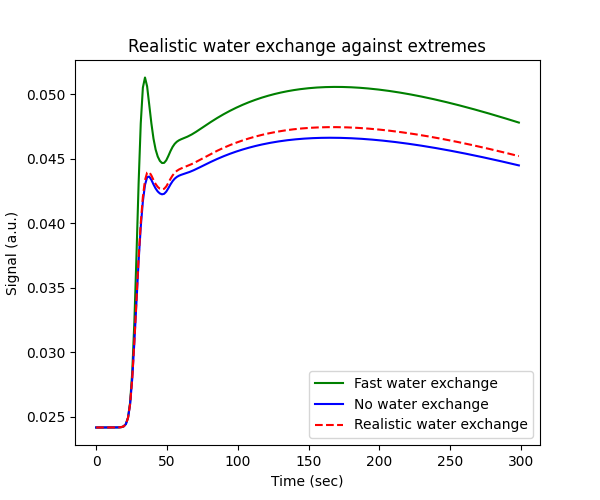 Realistic water exchange against extremes
Signal (a.u.)
0.050
0.045
0.040
0.035
0.030
0.025
0 50 100 150 200 250 300
Time (sec)
Fast water exchange
No water exchange
Realistic water exchange